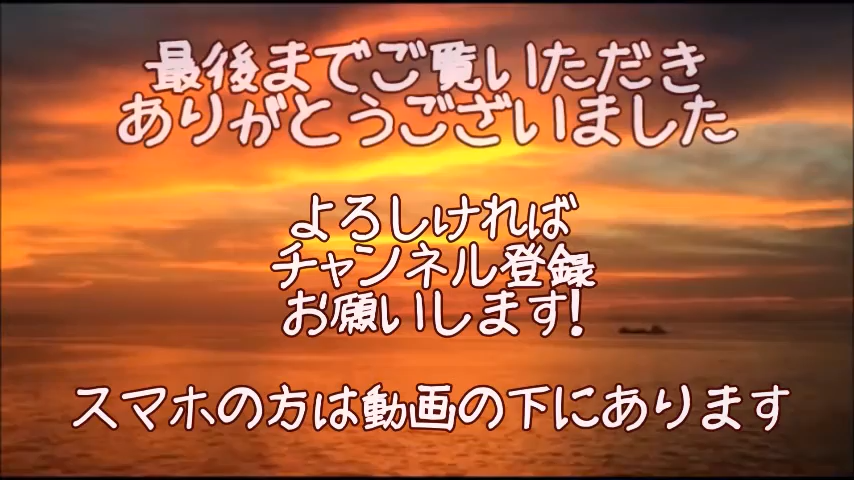 最後までご覧いただき
ありがとうございました
よろしければ
チャンネル登録
お願いします!
スマホの方は動画の下にあります